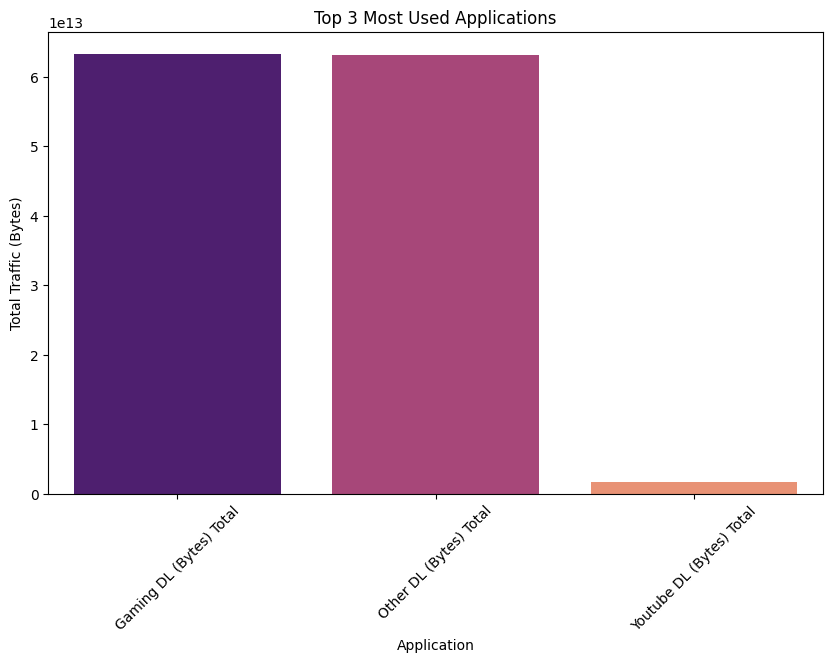 Top 3 Most Used Applications
1e13
6
5
4
3
2
1
0
Total Traffic (Bytes)
Gaming DL (Bytes) Total
Other DL (Bytes) Total
Youtube DL (Bytes) Total
Application